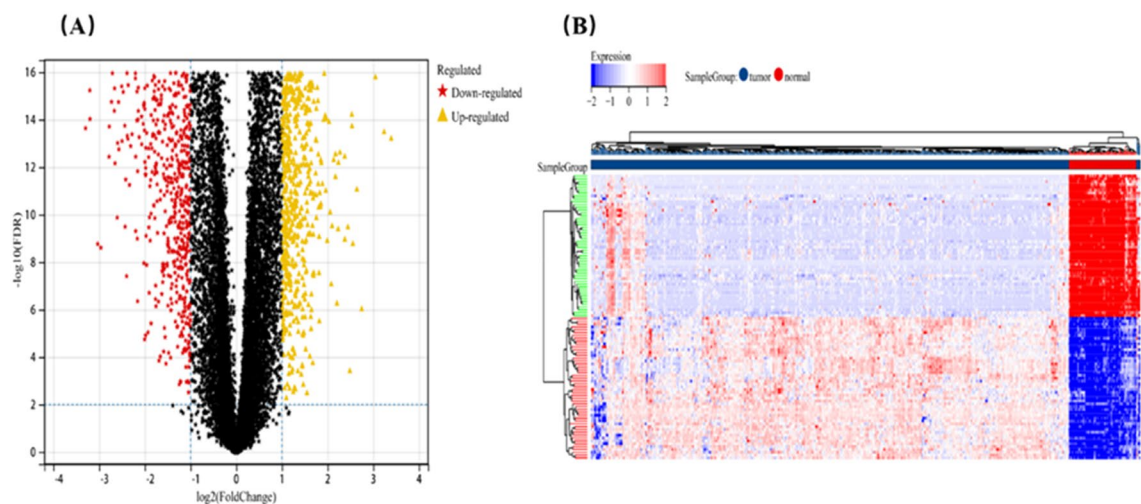 (A)
16
14
12
10
8
6
4
2
0
-log10(FDR)
-4 -3 -2 -1 0 1 2 3 4
log2(FoldChange)
Regulated
Down-regulated
Up-regulated
(B)
Expression
-2 -1 0 1 2
SampleGroup: tumor normal
SampleGroup